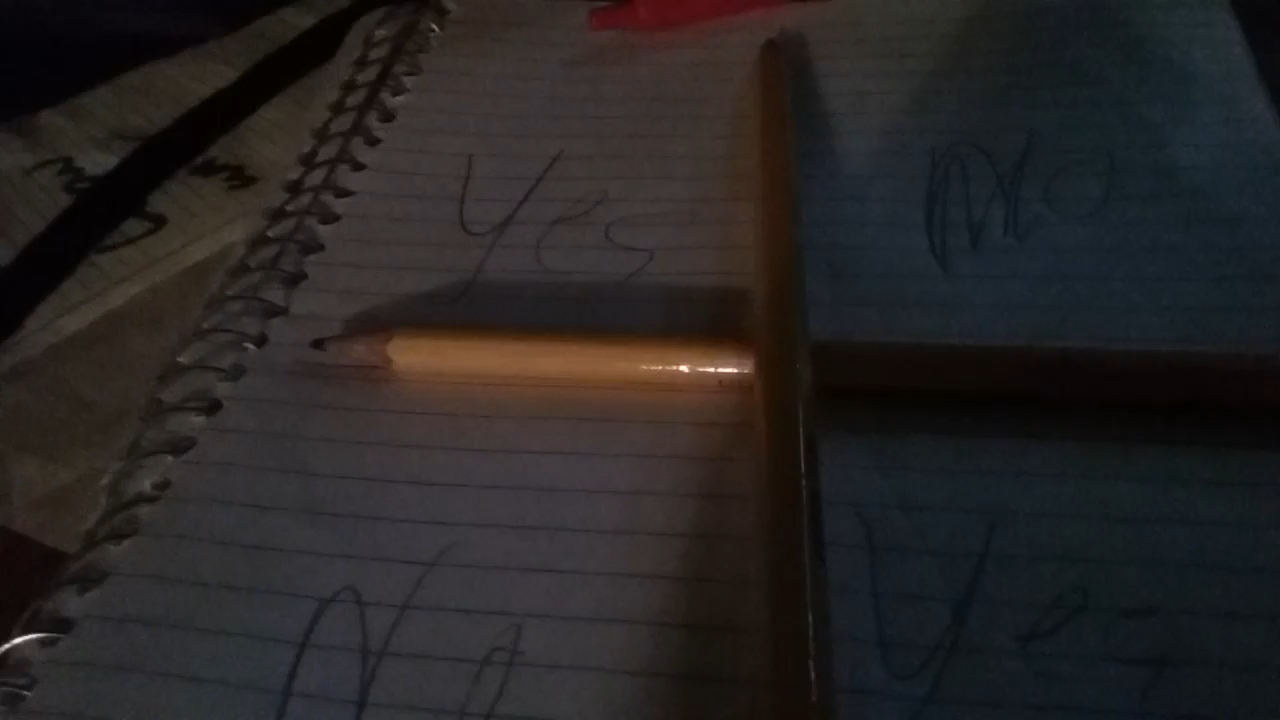 Yes No
No Yes